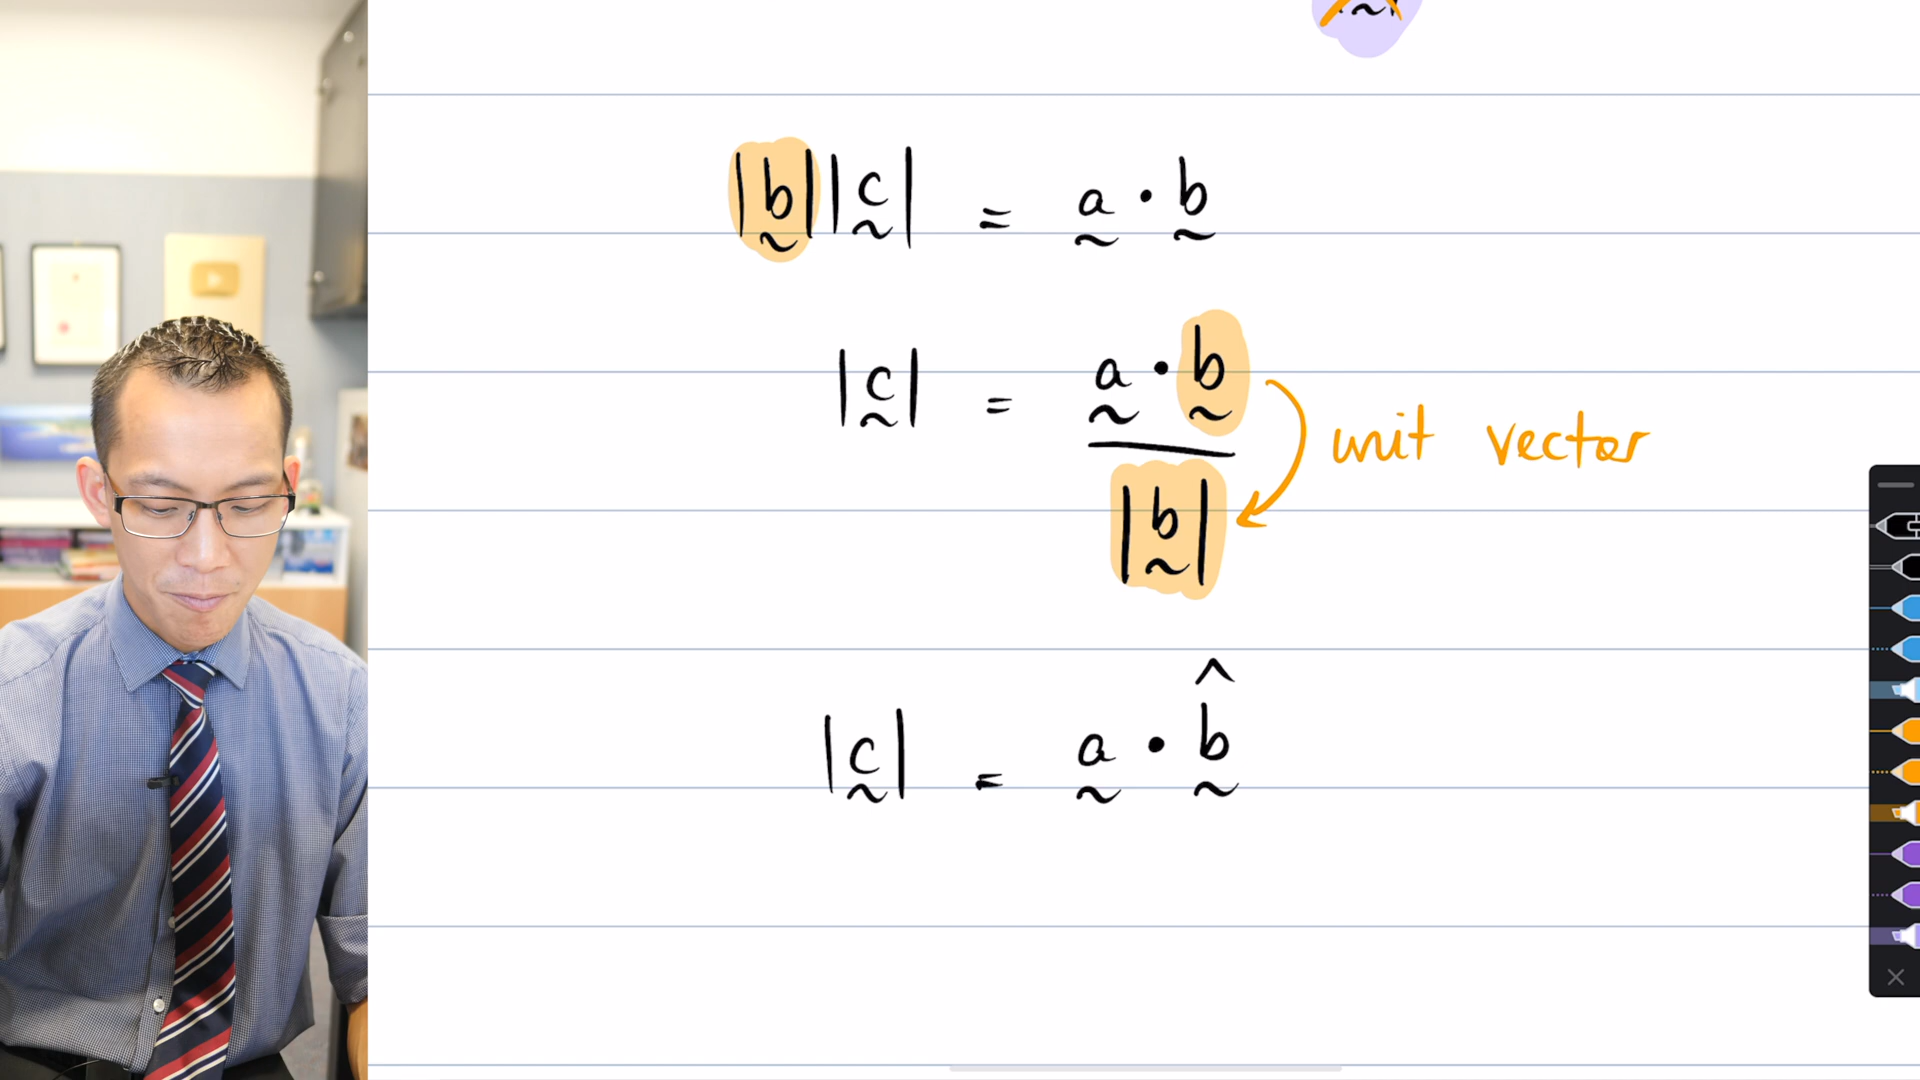 |b̰||c̰| = a̰ · b̰
|c̰| = a̰ · b̰ / |b̰|
unit vector
|c̰| = a̰ · b̰̂